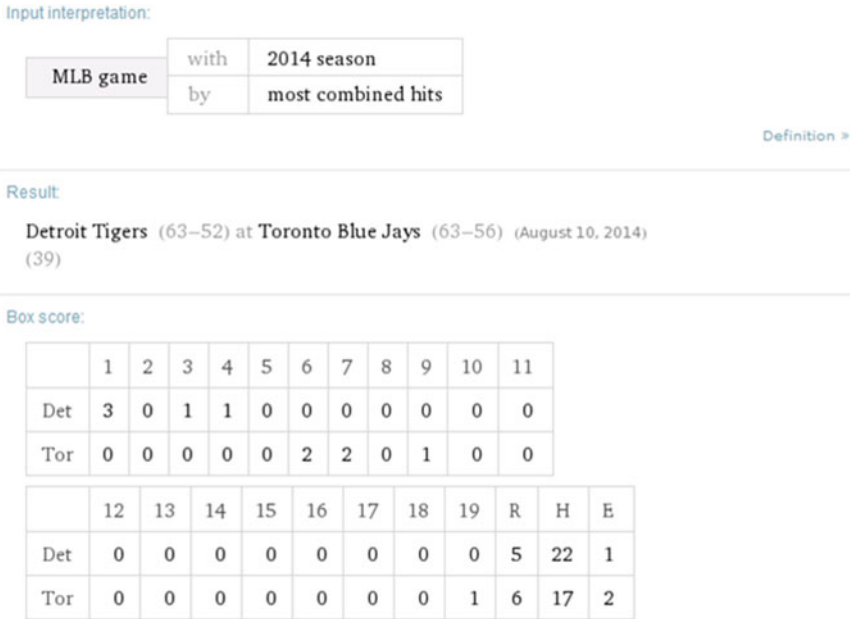 Input interpretation:
MLB game with 2014 season
by most combined hits
Definition »
Result:
Detroit Tigers (63–52) at Toronto Blue Jays (63–56) (August 10, 2014)
(39)
Box score:
1 2 3 4 5 6 7 8 9 10 11
Det 3 0 1 1 0 0 0 0 0 0 0
Tor 0 0 0 0 0 2 2 0 1 0 0
12 13 14 15 16 17 18 19 R H E
Det 0 0 0 0 0 0 0 0 5 22 1
Tor 0 0 0 0 0 0 0 1 6 17 2